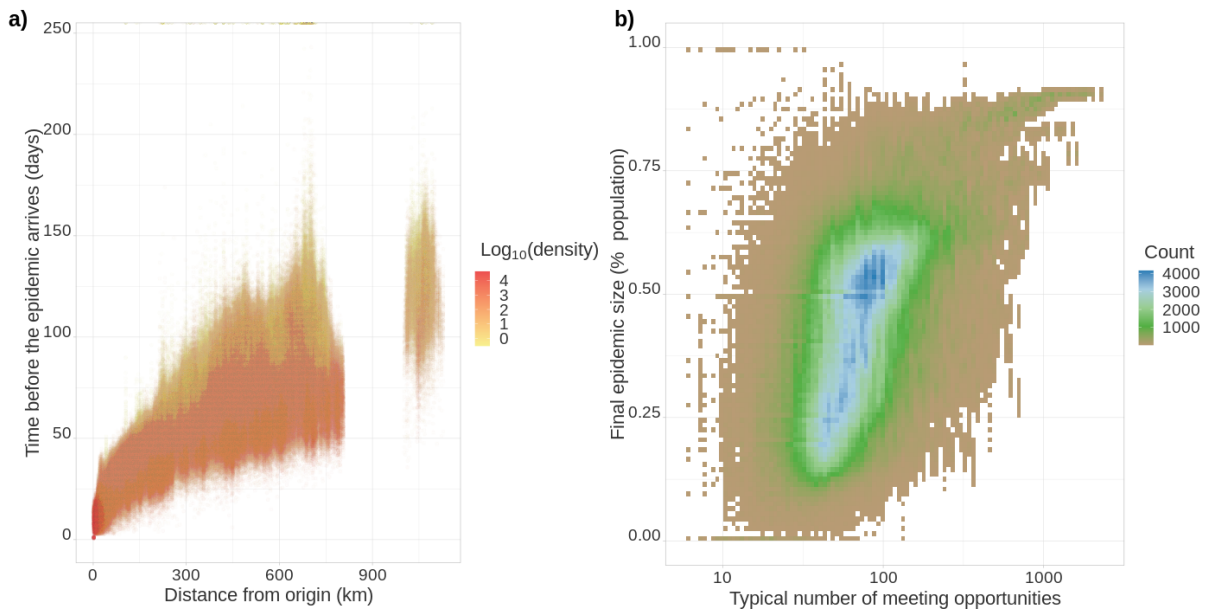 a)
250
200
150
100
50
0
0 300 600 900
Distance from origin (km)
Time before the epidemic arrives (days)
Log10(density)
4
3
2
1
0
b)
1.00
0.75
0.50
0.25
0.00
10 100 1000
Typical number of meeting opportunities
Final epidemic size (% population)
Count
4000
3000
2000
1000